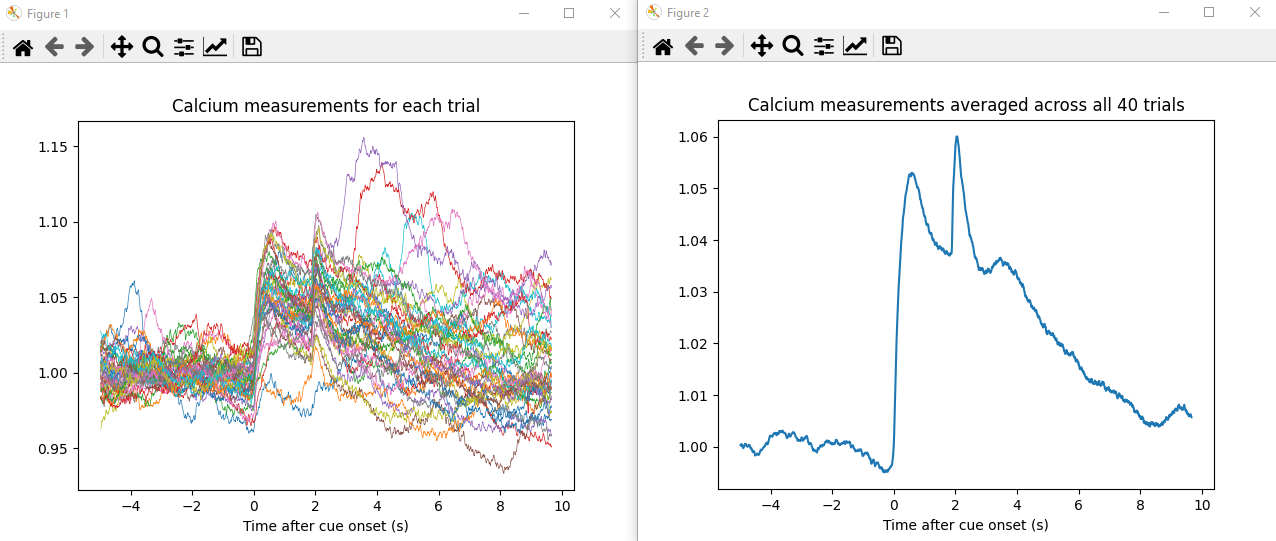 Figure 1
Calcium measurements for each trial
1.15
1.10
1.05
1.00
0.95
−4 −2 0 2 4 6 8 10
Time after cue onset (s)
Figure 2
Calcium measurements averaged across all 40 trials
1.06
1.05
1.04
1.03
1.02
1.01
1.00
−4 −2 0 2 4 6 8 10
Time after cue onset (s)